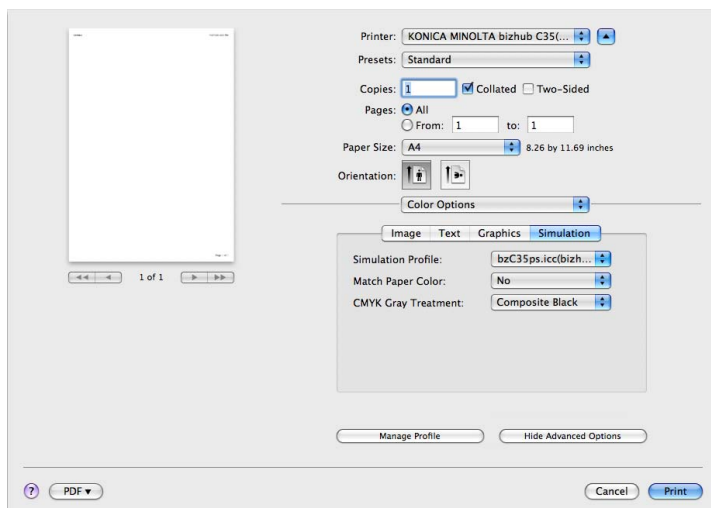 Printer: KONICA MINOLTA bizhub C35(...
Presets: Standard
Copies: 1 Collated Two-Sided
Pages: All
From: 1 to: 1
Paper Size: A4 8.26 by 11.69 inches
Orientation:
Color Options
Image Text Graphics Simulation
Simulation Profile: bzC35ps.icc(bizh...
Match Paper Color: No
CMYK Gray Treatment: Composite Black
1 of 1
Manage Profile Hide Advanced Options
? PDF ▼ Cancel Print